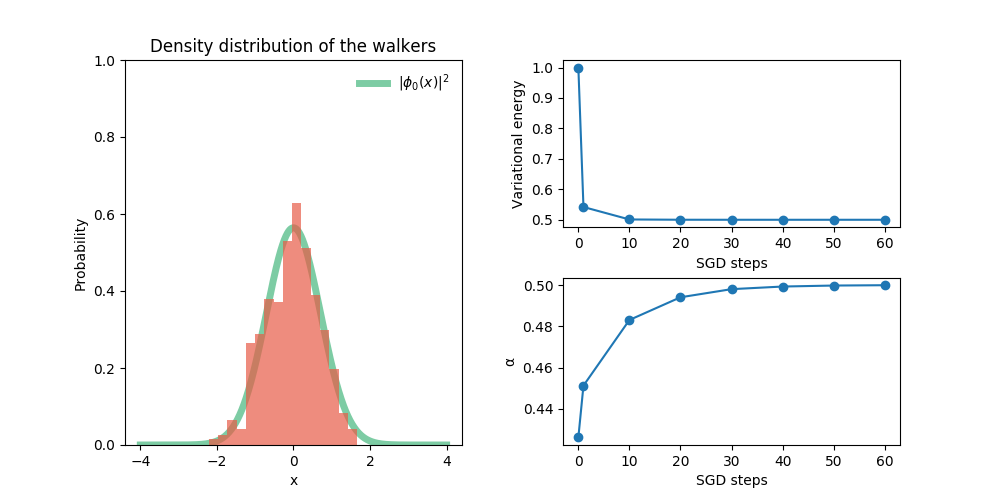 Density distribution of the walkers
|ϕ₀(x)|²
Probability
1.0
0.8
0.6
0.4
0.2
0.0
−4 −2 0 2 4
x
Variational energy
1.0
0.9
0.8
0.7
0.6
0.5
0 10 20 30 40 50 60
SGD steps
α
0.50
0.48
0.46
0.44
0 10 20 30 40 50 60
SGD steps